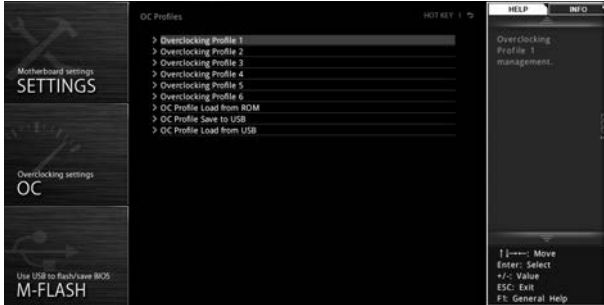 OC Profiles
HOT KEY |
HELP
INFO
Motherboard settings
SETTINGS
Overclocking settings
OC
Use USB to flash/save BIOS
M-FLASH
> Overclocking Profile 1
> Overclocking Profile 2
> Overclocking Profile 3
> Overclocking Profile 4
> Overclocking Profile 5
> Overclocking Profile 6
> OC Profile Load from ROM
> OC Profile Save to USB
> OC Profile Load from USB
Overclocking
Profile 1
management.
↑↓→←: Move
Enter: Select
+/-: Value
ESC: Exit
F1: General Help